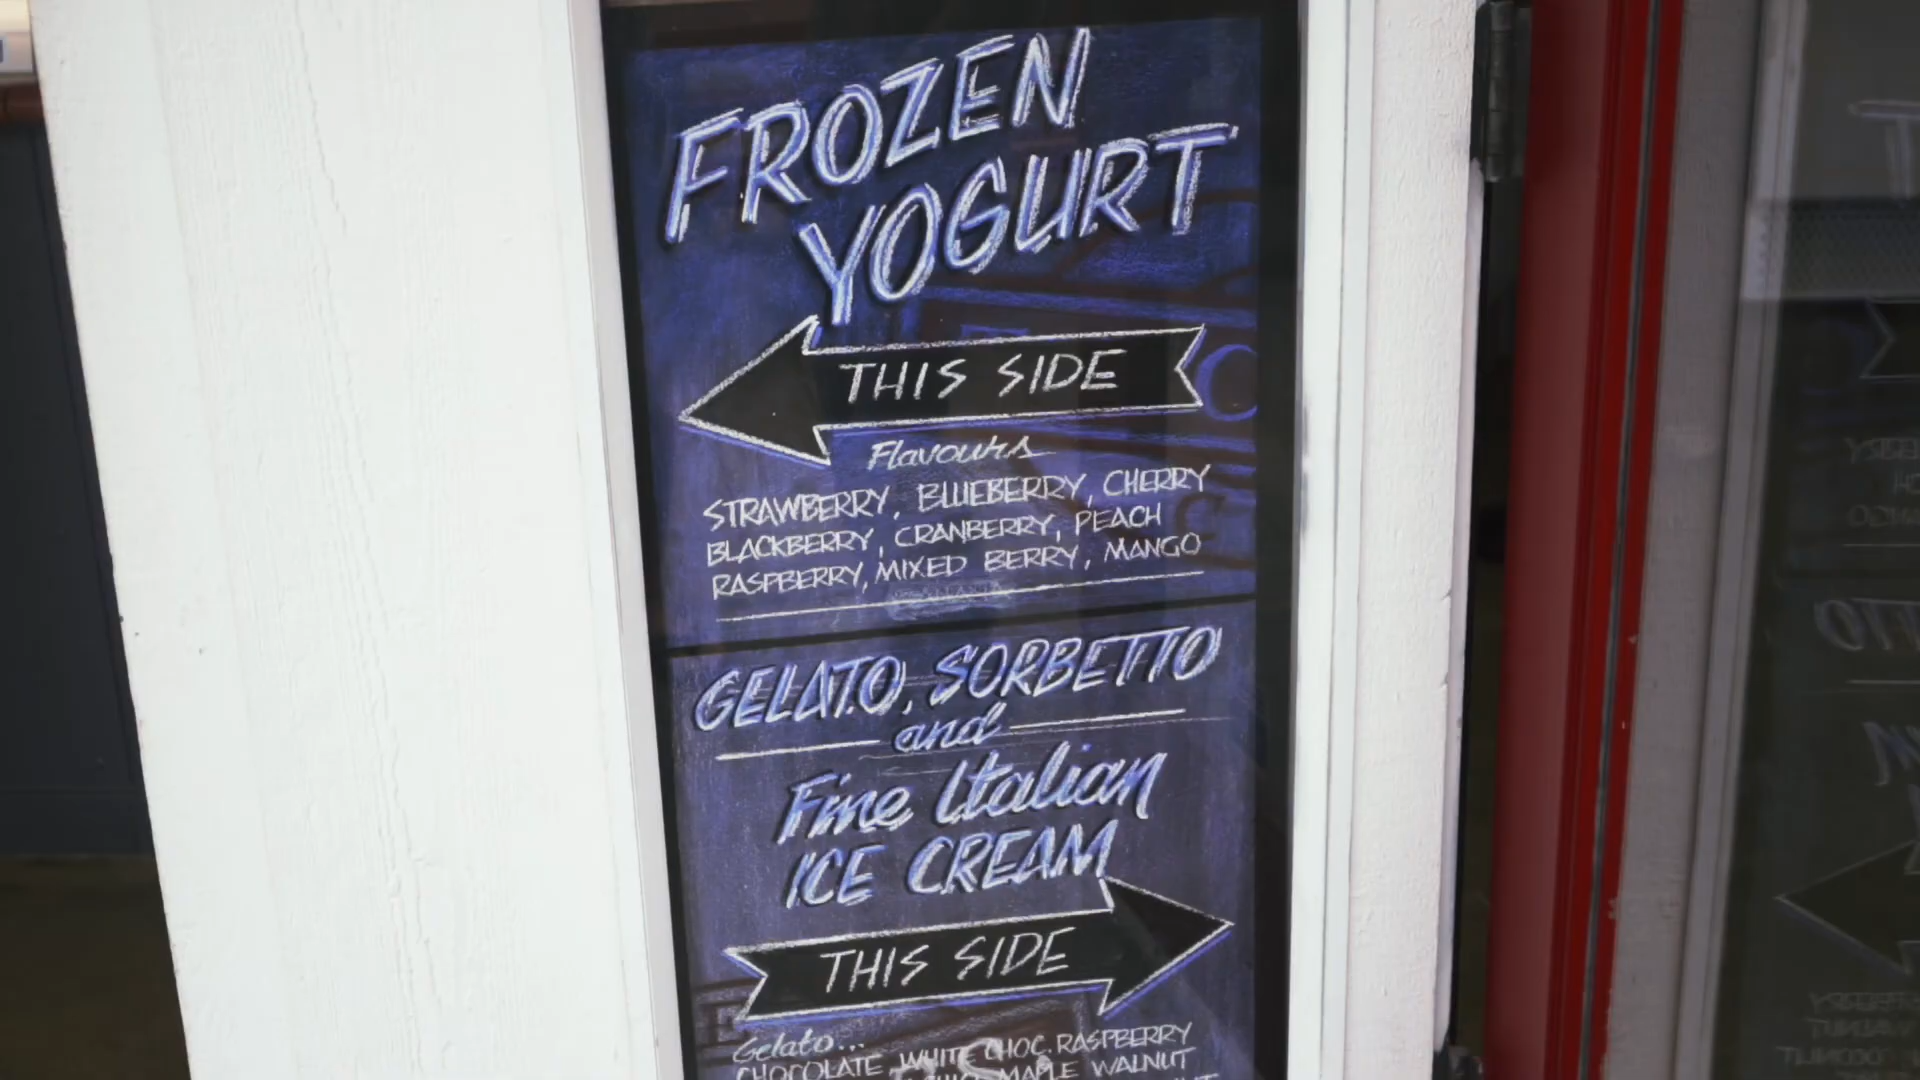 FROZEN
YOGURT
THIS SIDE
Flavours
STRAWBERRY, BLUEBERRY, CHERRY
BLACKBERRY, CRANBERRY, PEACH
RASPBERRY, MIXED BERRY, MANGO
GELATO, SORBETTO
and
Fine Italian
ICE CREAM
THIS SIDE
Gelato...
CHOCOLATE, WHITE CHOC. RASPBERRY
MAPLE WALNUT